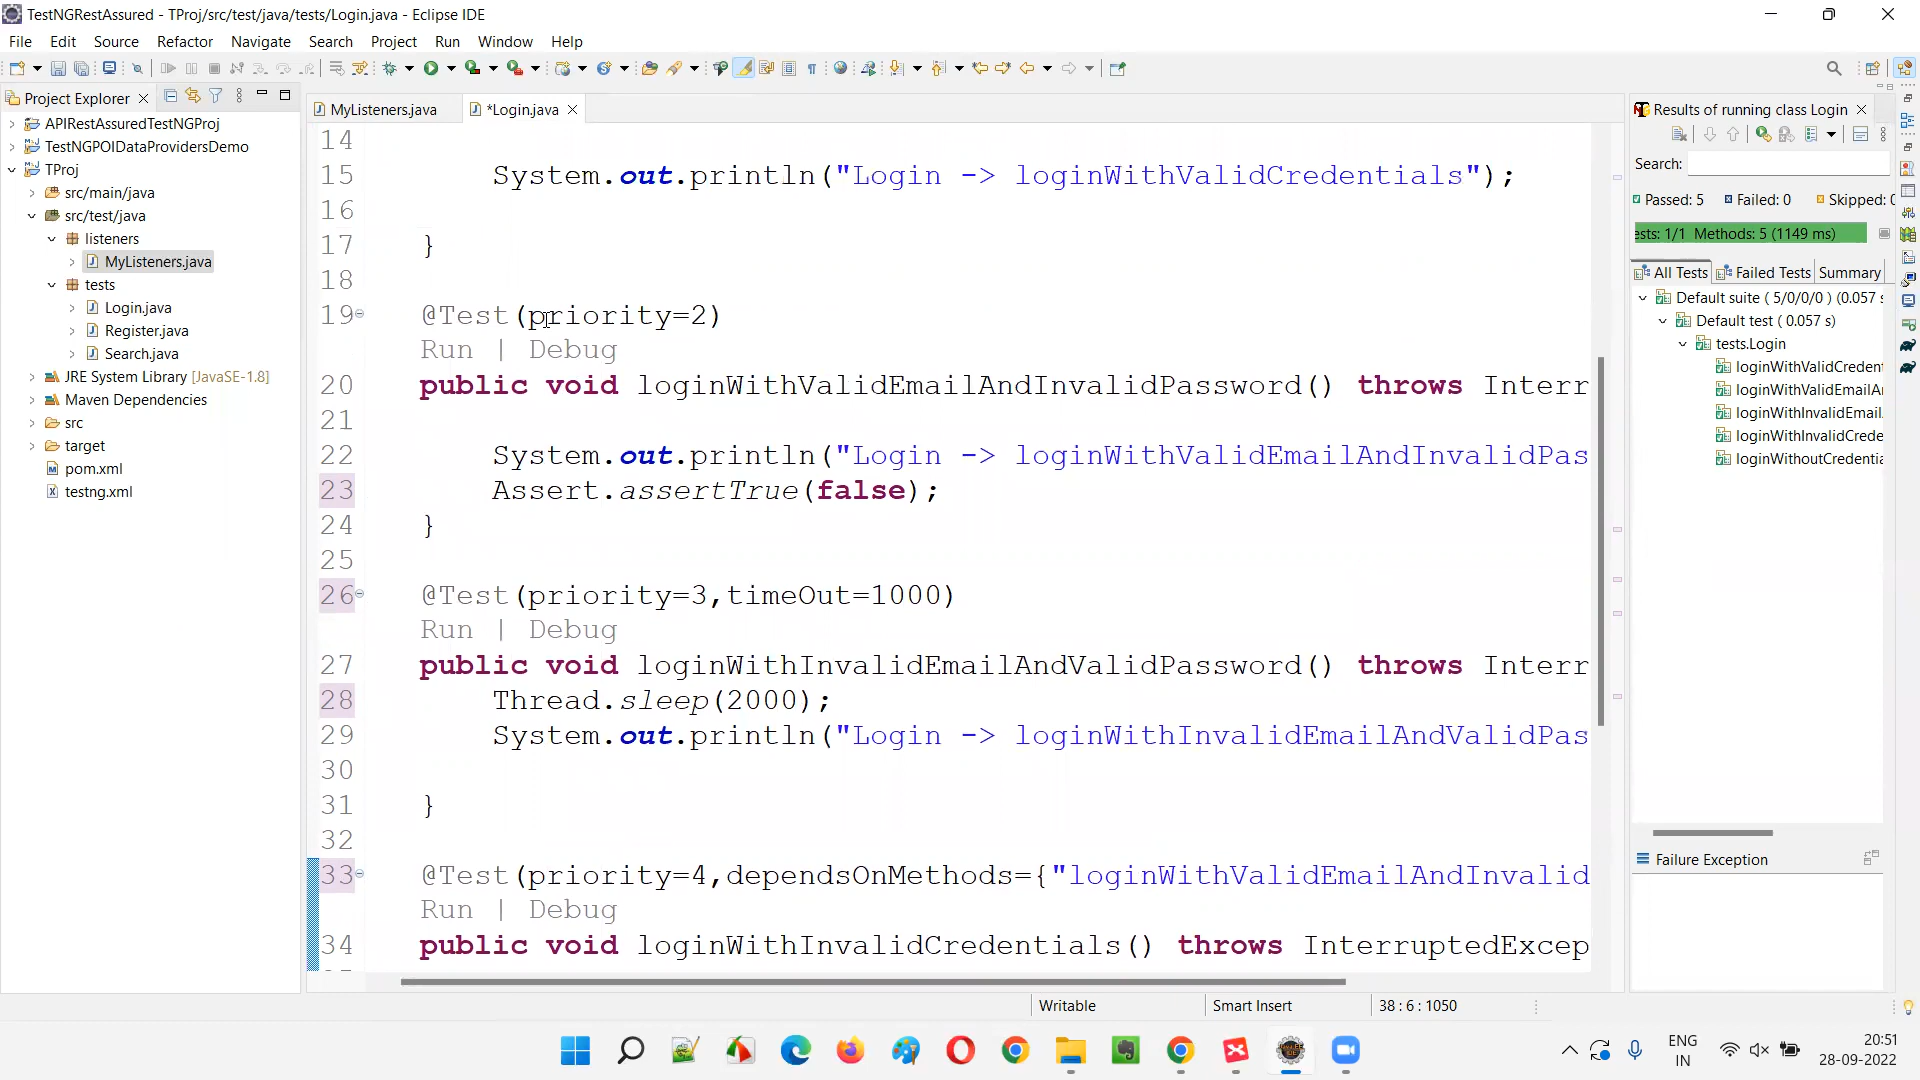 TestNGRestAssured - TProj/src/test/java/tests/Login.java - Eclipse IDE
File Edit Source Refactor Navigate Search Project Run Window Help
Project Explorer
APIRestAssuredTestNGProj
TestNGPOIDataProvidersDemo
TProj
src/main/java
src/test/java
listeners
MyListeners.java
tests
Login.java
Register.java
Search.java
JRE System Library [JavaSE-1.8]
Maven Dependencies
src
target
pom.xml
testng.xml
MyListeners.java *Login.java
14
15 System.out.println("Login -> loginWithValidCredentials");
16
17 }
18
19 @Test(priority=2)
Run | Debug
20 public void loginWithValidEmailAndInvalidPassword() throws Interr
21
22 System.out.println("Login -> loginWithValidEmailAndInvalidPas
23 Assert.assertTrue(false);
24 }
25
26 @Test(priority=3,timeOut=1000)
Run | Debug
27 public void loginWithInvalidEmailAndValidPassword() throws Interr
28 Thread.sleep(2000);
29 System.out.println("Login -> loginWithInvalidEmailAndValidPas
30
31 }
32
33 @Test(priority=4,dependsOnMethods={"loginWithValidEmailAndInvalid
Run | Debug
34 public void loginWithInvalidCredentials() throws InterruptedExcep
Results of running class Login
Search:
Passed: 5 Failed: 0 Skipped: 0
ests: 1/1 Methods: 5 (1149 ms)
All Tests Failed Tests Summary
Default suite ( 5/0/0/0 ) (0.057 s
Default test ( 0.057 s)
tests.Login
loginWithValidCredent
loginWithValidEmailAr
loginWithInvalidEmail
loginWithInvalidCrede
loginWithoutCredentia
Failure Exception
Writable Smart Insert 38 : 6 : 1050
ENG
IN
20:51
28-09-2022